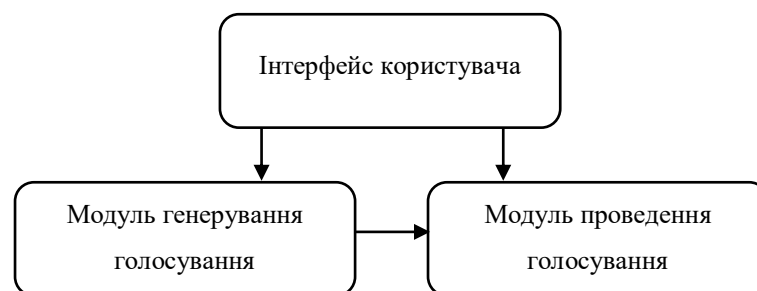 Інтерфейс користувача
Модуль генерування
голосування
Модуль проведення
голосування